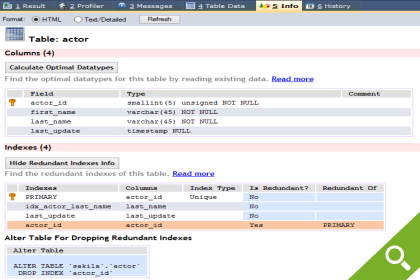 1 Result 2 Profiler 3 Messages 4 Table Data 5 Info 6 History
Format: HTML Text/Detailed Refresh
Table: actor
Columns (4)
Calculate Optimal Datatypes
Find the optimal datatypes for this table by reading existing data. Read more
Field Type Comment
actor_id smallint(5) unsigned NOT NULL
first_name varchar(45) NOT NULL
last_name varchar(45) NOT NULL
last_update timestamp NULL
Indexes (4)
Hide Redundant Indexes Info
Find the redundant indexes of this table. Read more
Indexes Columns Index Type Is Redundant? Redundant Of
PRIMARY actor_id Unique No
idx_actor_last_name last_name No
last_update last_update No
actor_id actor_id Yes PRIMARY
Alter Table For Dropping Redundant Indexes
Alter Table
ALTER TABLE `sakila`.`actor`
DROP INDEX `actor_id`